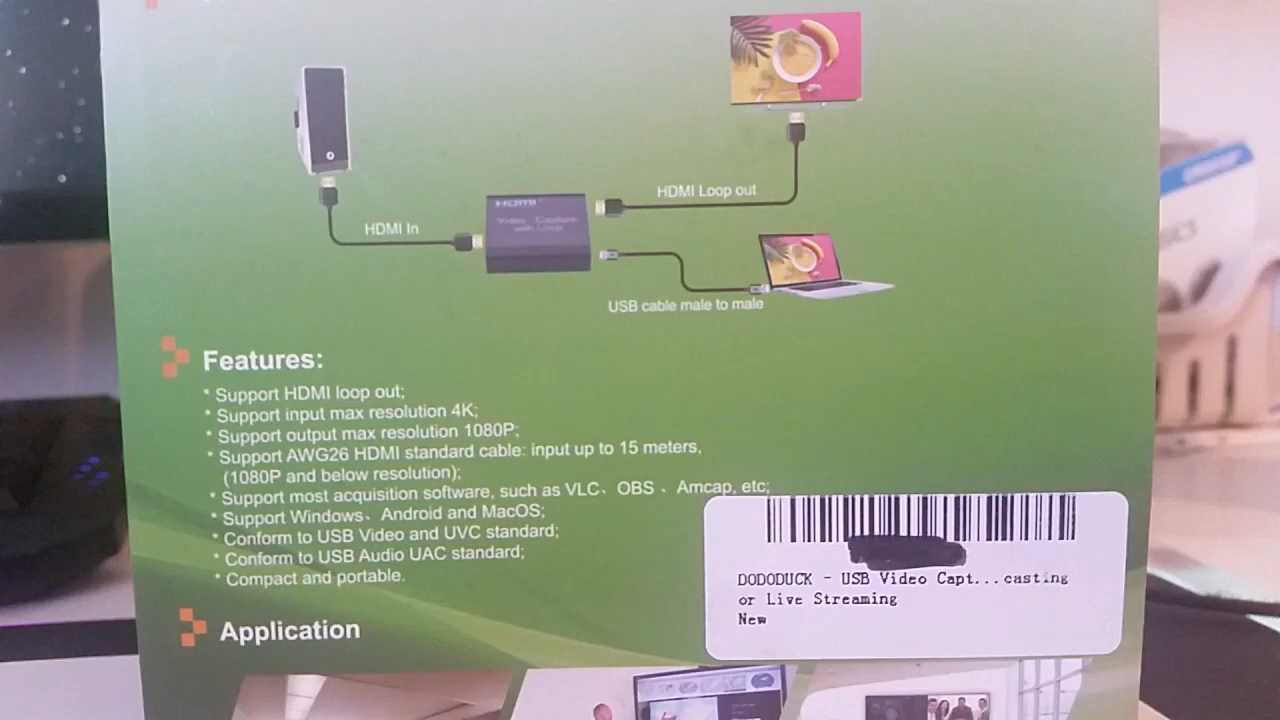 HDMI Loop out
HDMI
Video Capture
with Loop
HDMI In
USB cable male to male
Features:
* Support HDMI loop out;
* Support input max resolution 4K;
* Support output max resolution 1080P;
* Support AWG26 HDMI standard cable: input up to 15 meters,
(1080P and below resolution);
* Support most acquisition software, such as VLC、OBS 、Amcap, etc;
* Support Windows、Android and MacOS;
* Conform to USB Video and UVC standard;
* Conform to USB Audio UAC standard;
* Compact and portable.
DODODUCK - USB Video Capt...casting
or Live Streaming
New
Application